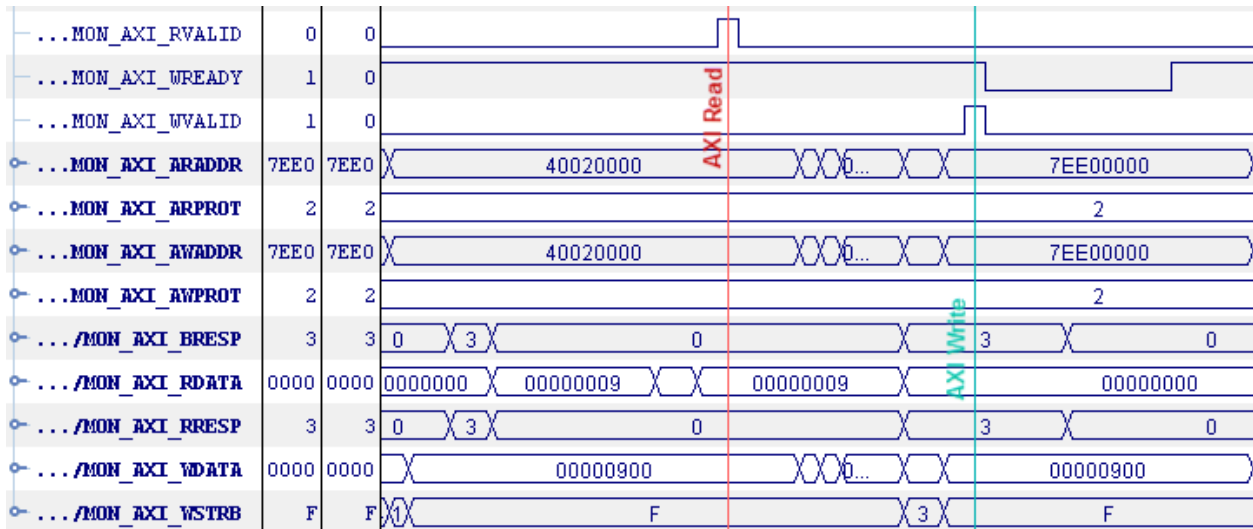 ...MON_AXI_RVALID 0 0
...MON_AXI_WREADY 1 0
...MON_AXI_WVALID 1 0
...MON_AXI_ARADDR 7EE0 7EE0 40020000 0... 7EE00000
...MON_AXI_ARPROT 2 2 2
...MON_AXI_AWADDR 7EE0 7EE0 40020000 0... 7EE00000
...MON_AXI_AWPROT 2 2 2
.../MON_AXI_BRESP 3 3 0 3 0 3 0
.../MON_AXI_RDATA 0000 0000 0000000 00000009 00000009 00000000
.../MON_AXI_RRESP 3 3 0 3 0 3 0
.../MON_AXI_WDATA 0000 0000 00000900 0... 00000900
.../MON_AXI_WSTRB F F 1 F 3 F
AXI Read
AXI Write